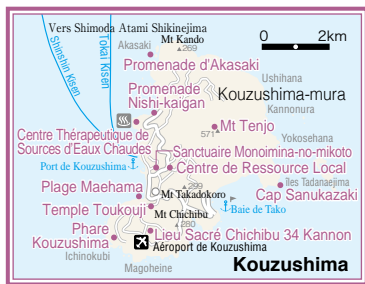 Vers Shimoda Atami Shikinejima
Shinshin Kisen
Tokai Kisen
Akasaki
Mt Kando
269
0 2km
Promenade d'Akasaki
Ushihana
Promenade
Nishi-kaigan
Kouzushima-mura
Kannonura
571
Mt Tenjo
Centre Thérapeutique de
Sources d'Eaux Chaudes
Yokosehana
Sanctuaire Monoimina-no-mikoto
Port de Kouzushima
Centre de Ressource Local
îles Tadanaejima
Plage Maehama
299
Mt Takadokoro
Cap Sanukazaki
Temple Toukouji
Baie de Tako
Mt Chichibu
280
Phare
Kouzushima
Lieu Sacré Chichibu 34 Kannon
Ichinokubi
Aéroport de Kouzushima
Magoheine
Kouzushima